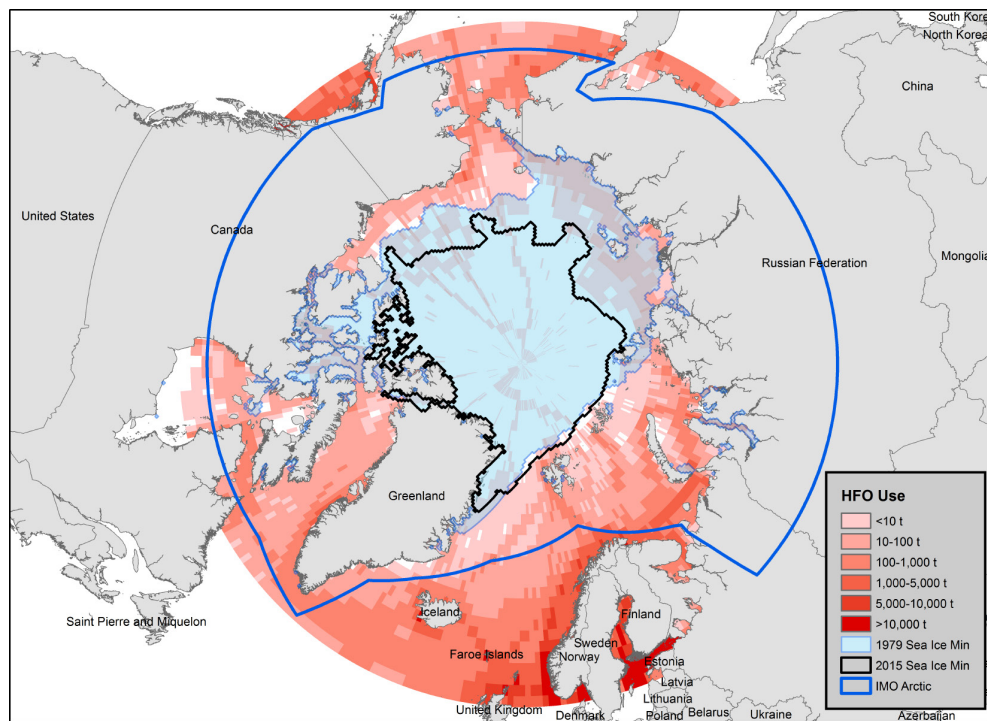 South Kore
North Korea
China
United States
Canada
Russian Federation
Mongolia
Greenland
Iceland
Finland
Saint Pierre and Miquelon
Faroe Islands
Sweden
Norway
Estonia
Latvia
Lithuania
United Kingdom
Denmark
Poland
Belarus
Ukraine
Azerbaijan
HFO Use
<10 t
10-100 t
100-1,000 t
1,000-5,000 t
5,000-10,000 t
>10,000 t
1979 Sea Ice Min
2015 Sea Ice Min
IMO Arctic